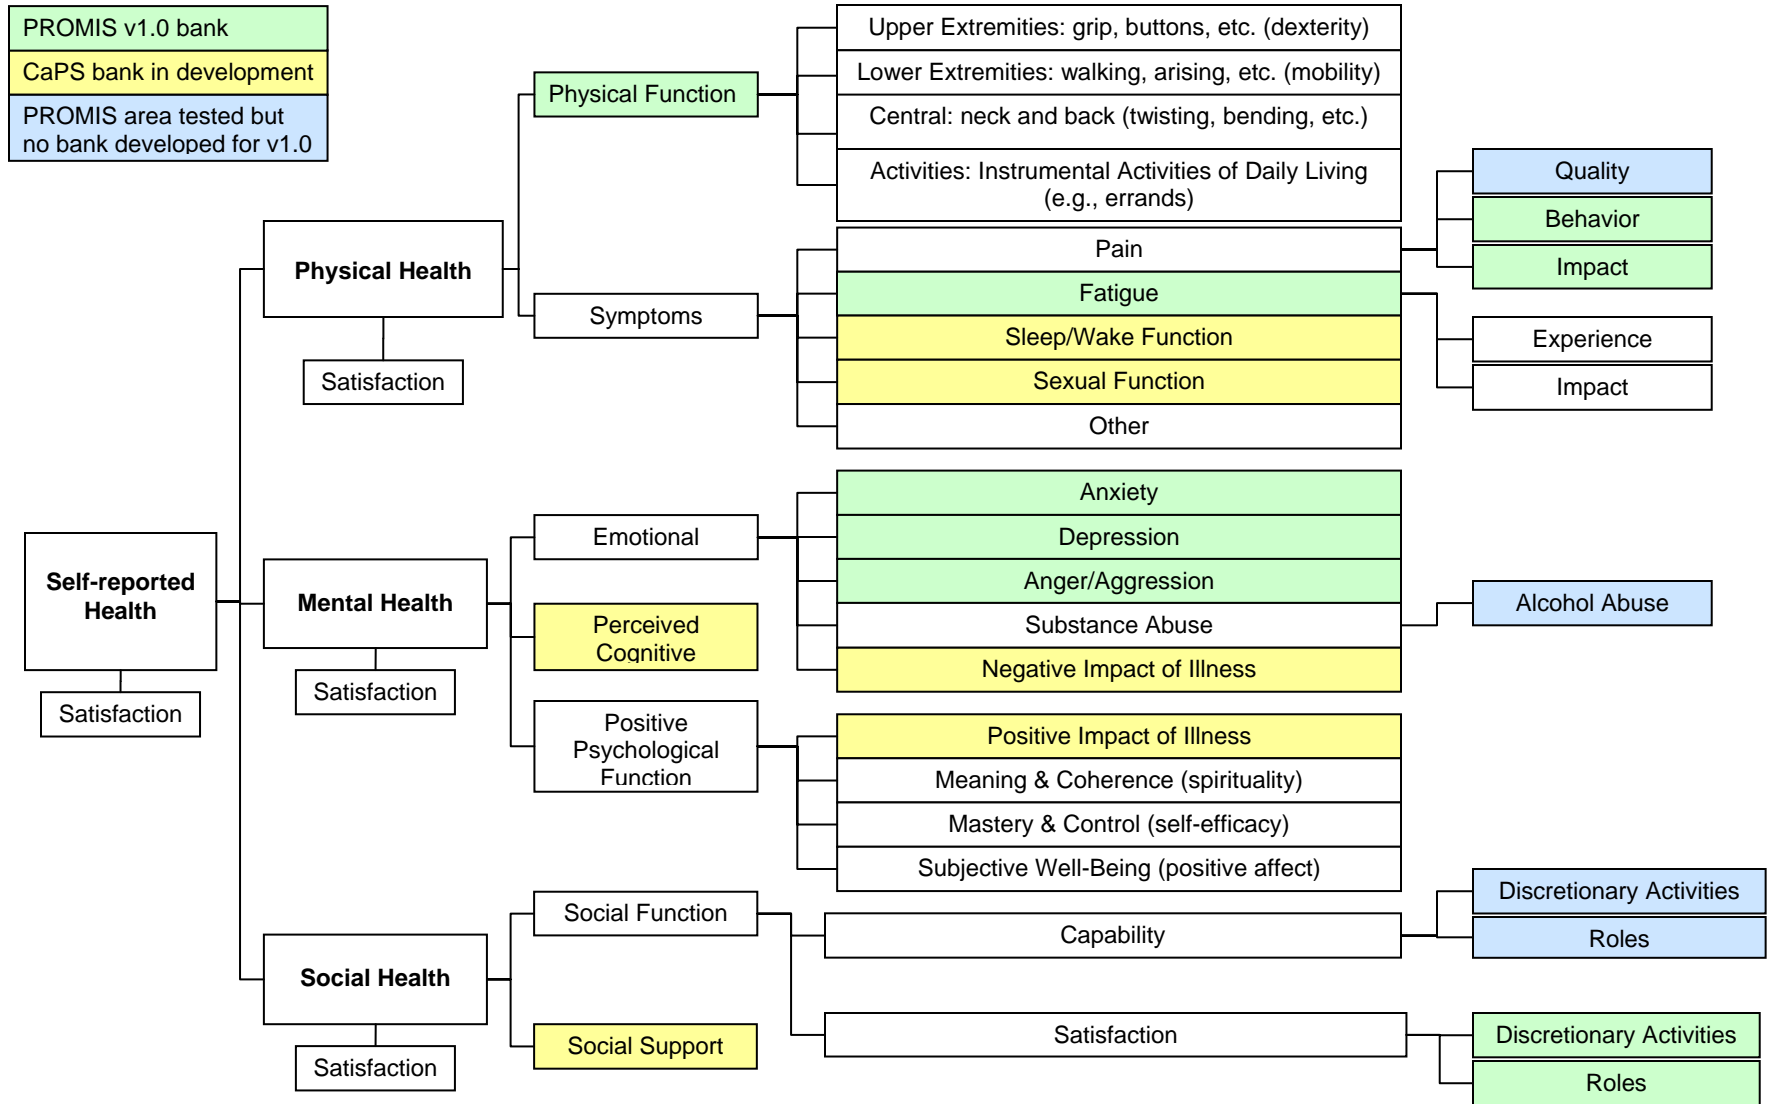 PROMIS v1.0 bank
CaPS bank in development
PROMIS area tested but
no bank developed for v1.0
Self-reported
Health
Satisfaction
Physical Health
Satisfaction
Physical Function
Upper Extremities: grip, buttons, etc. (dexterity)
Lower Extremities: walking, arising, etc. (mobility)
Central: neck and back (twisting, bending, etc.)
Activities: Instrumental Activities of Daily Living
(e.g., errands)
Symptoms
Pain
Quality
Behavior
Impact
Fatigue
Experience
Impact
Sleep/Wake Function
Sexual Function
Other
Mental Health
Satisfaction
Emotional
Anxiety
Depression
Anger/Aggression
Substance Abuse
Alcohol Abuse
Negative Impact of Illness
Perceived
Cognitive
Positive
Psychological
Function
Positive Impact of Illness
Meaning & Coherence (spirituality)
Mastery & Control (self-efficacy)
Subjective Well-Being (positive affect)
Social Health
Satisfaction
Social Function
Capability
Discretionary Activities
Roles
Satisfaction
Discretionary Activities
Roles
Social Support